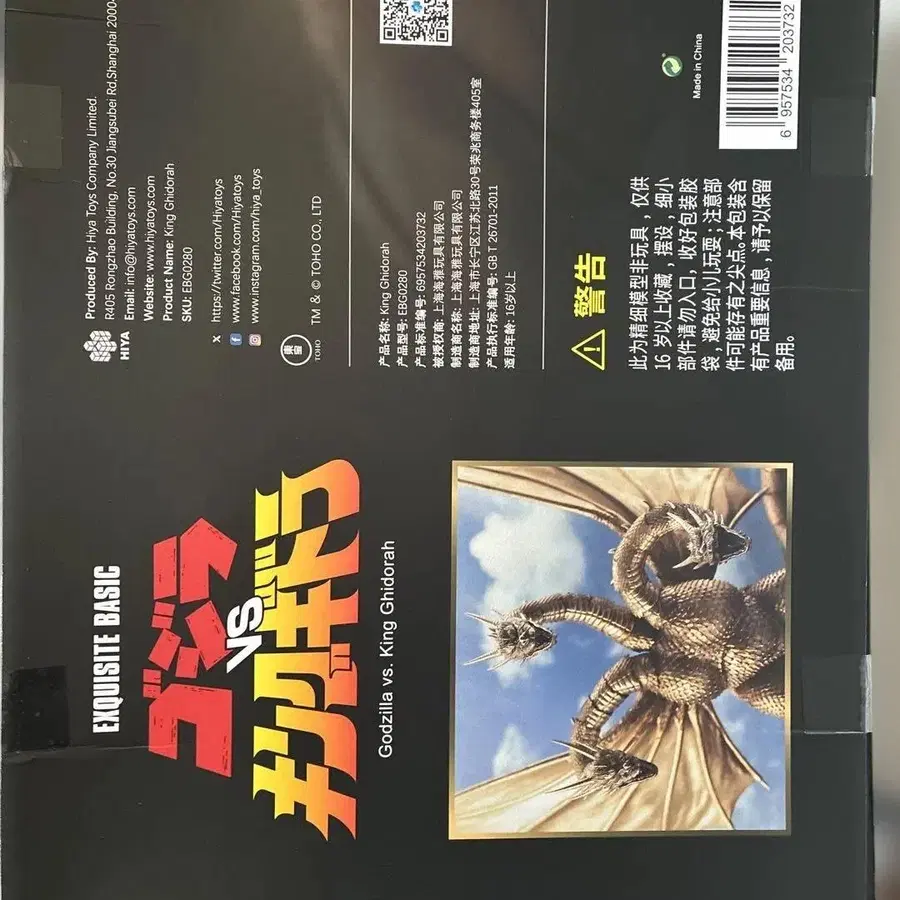 EXQUISITE BASIC
ゴジラ
VS
キングギドラ
Godzilla vs. King Ghidorah
HIYA
Produced By: Hiya Toys Company Limited.
R405 Rongzhao Building, No.30 Jiangsubei Rd,Shanghai 2000
Email: info@hiyatoys.com
Website: www.hiyatoys.com
Product Name: King Ghidorah
SKU: EBG0280
X https://twitter.com/Hiyatoys
www.facebook.com/Hiyatoys
www.instagram.com/hiya_toys
東宝
TOHO
TM & © TOHO CO., LTD
产品名称: King Ghidorah
产品型号: EBG0280
产品标准编号: 6957534203732
被授权商: 上海海雅玩具有限公司
制造商名称: 上海海雅玩具有限公司
制造商地址: 上海市长宁区江苏北路30号荣兆商务楼405室
产品执行标准编号: GB T 26701-2011
适用年龄: 16岁以上
警告
此为精细模型非玩具，仅供
16 岁以上收藏，摆设，细小
部件请勿入口，收好包装胶
袋，避免给小儿玩耍；注意部
件可能存有之尖点。本包装含
有产品重要信息，请予以保留
备用。
Made in China
6 957534 203732